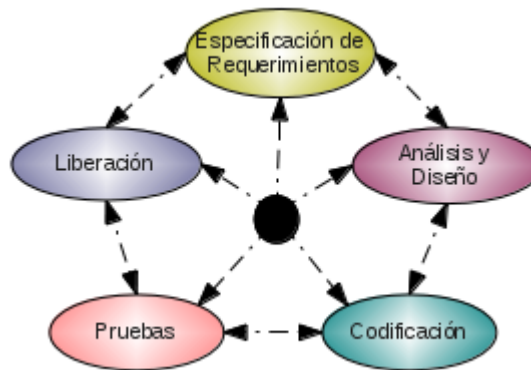 Especificación de
Requerimientos
Liberación
Análisis y
Diseño
Pruebas
Codificación